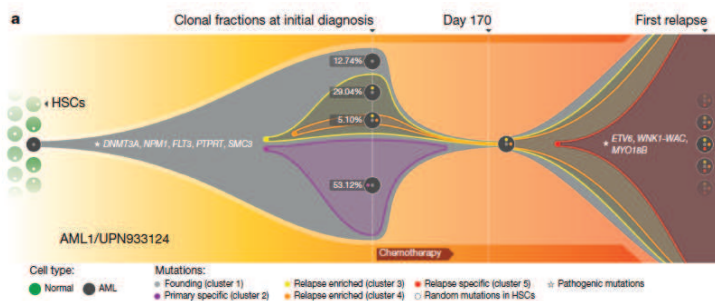 a
Clonal fractions at initial diagnosis
Day 170
First relapse
12.74%
29.04%
5.10%
53.12%
HSCs
DNMT3A, NPM1, FLT3, PTPRT, SMC3
ETV6, WNK1-WAC,
MYO18B
AML1/UPN933124
Chemotherapy
Cell type:
Normal
AML
Mutations:
Founding (cluster 1)
Primary specific (cluster 2)
Relapse enriched (cluster 3)
Relapse enriched (cluster 4)
Relapse specific (cluster 5)
Random mutations in HSCs
Pathogenic mutations